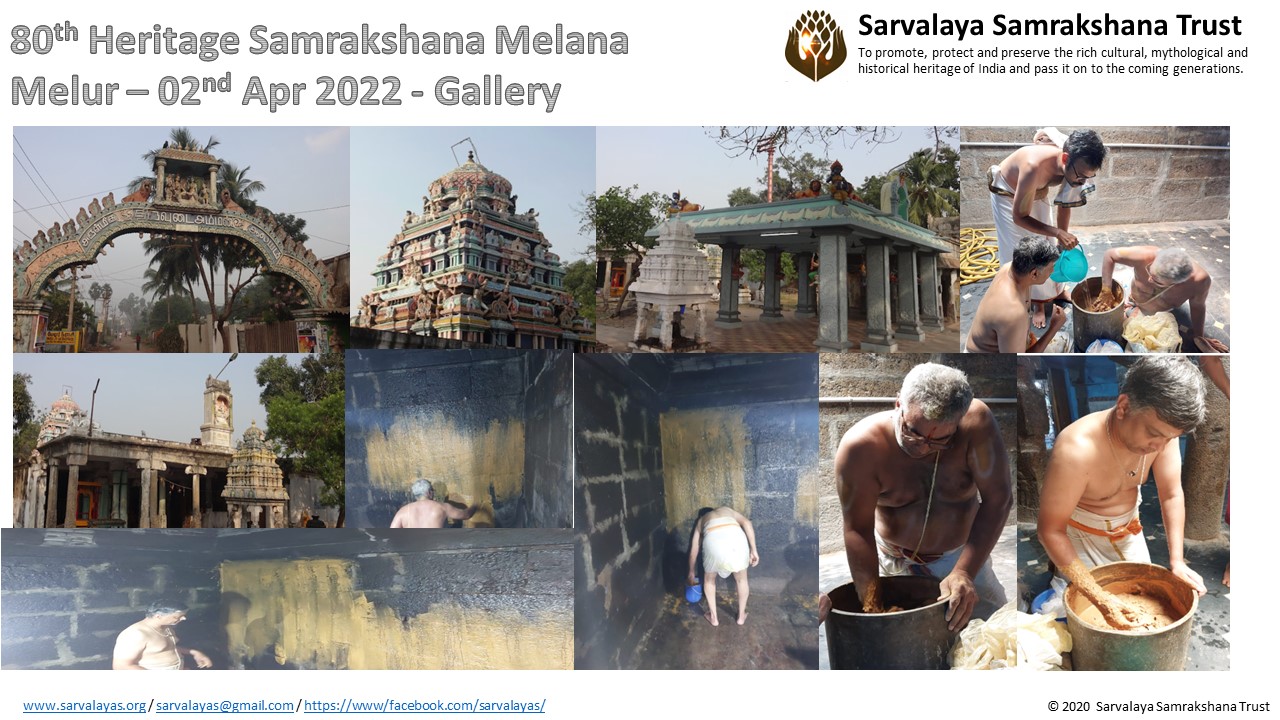 80th Heritage Samrakshana Melana
Melur – 02nd Apr 2022 - Gallery
Sarvalaya Samrakshana Trust
To promote, protect and preserve the rich cultural, mythological and
historical heritage of India and pass it on to the coming generations.
www.sarvalayas.org / sarvalayas@gmail.com / https://www/facebook.com/sarvalayas/
© 2020 Sarvalaya Samrakshana Trust